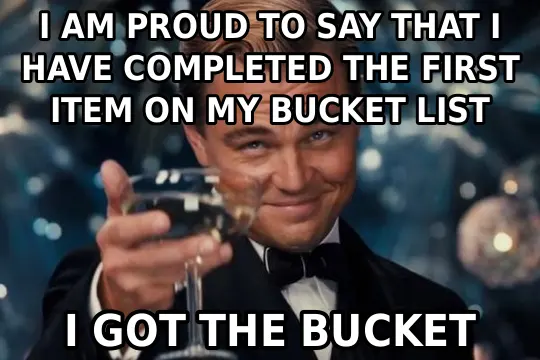 I AM PROUD TO SAY THAT I
HAVE COMPLETED THE FIRST
ITEM ON MY BUCKET LIST
I GOT THE BUCKET